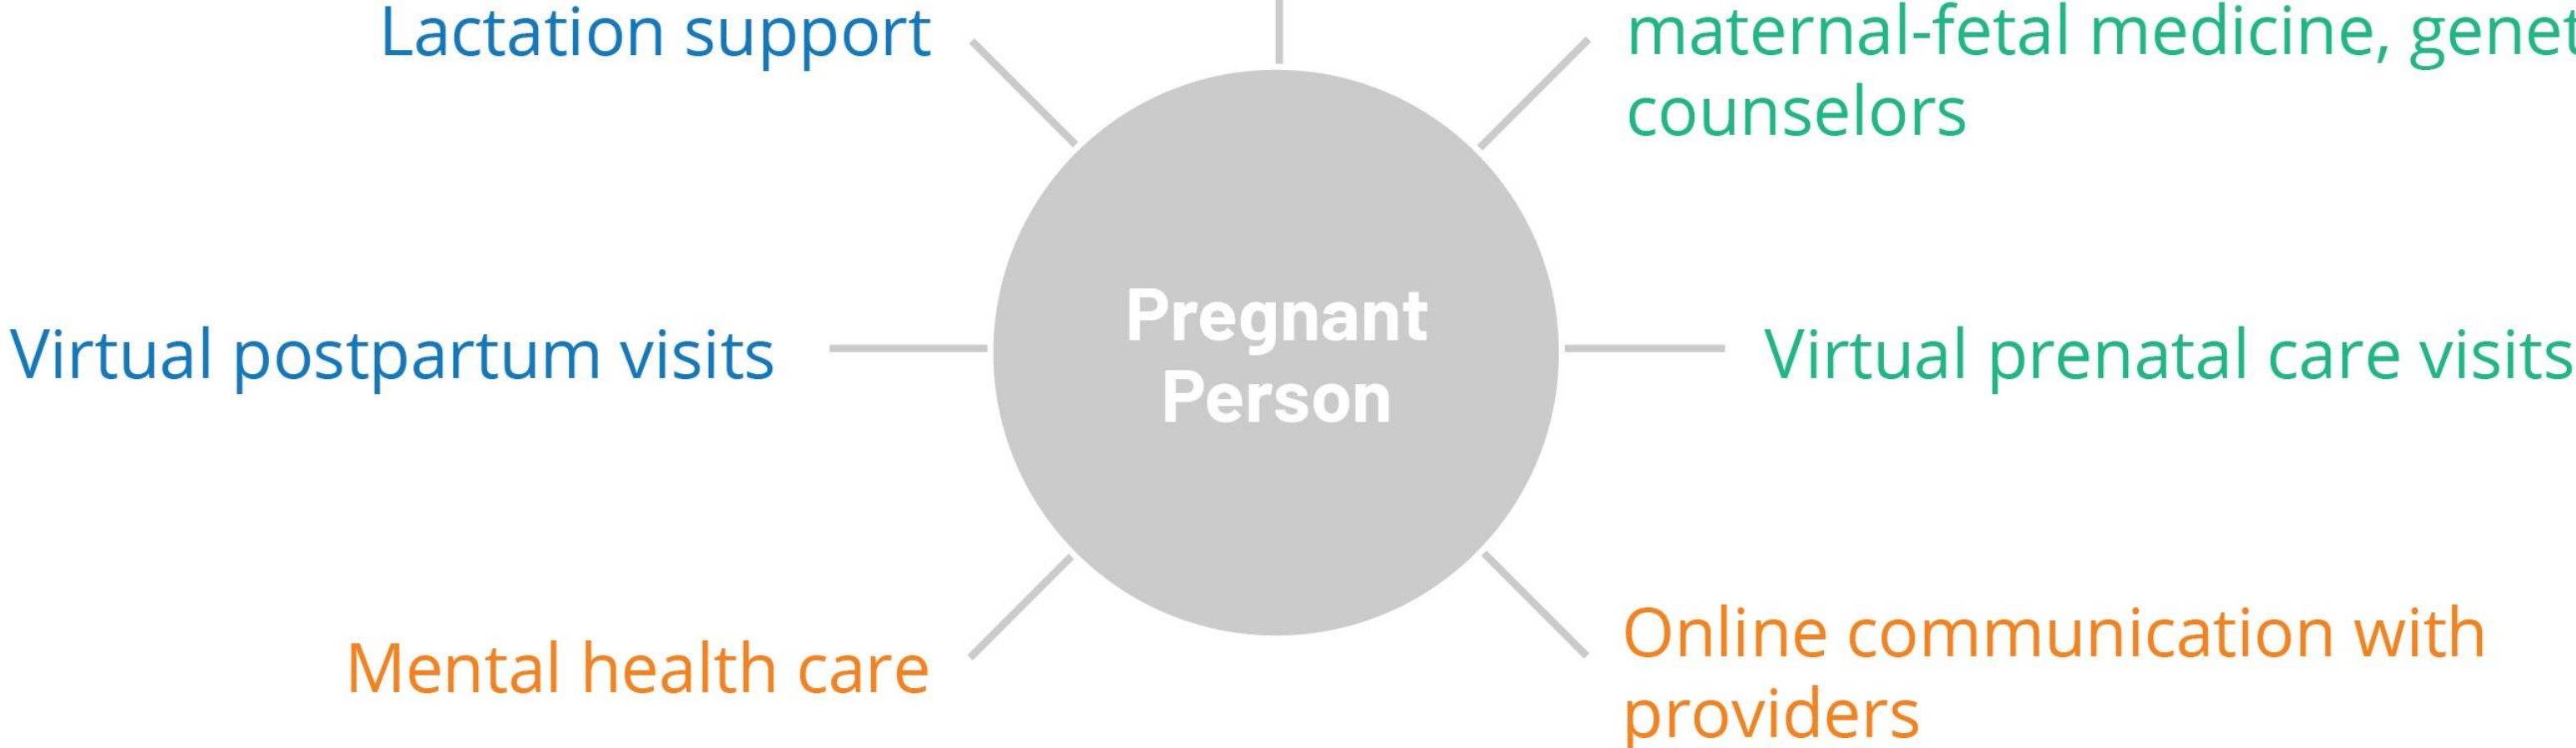 Lactation support
maternal-fetal medicine,
counselors
Pregnant
Person
Virtual postpartum visits
Virtual prenatal care visits
Mental health care
Online communication with
providers